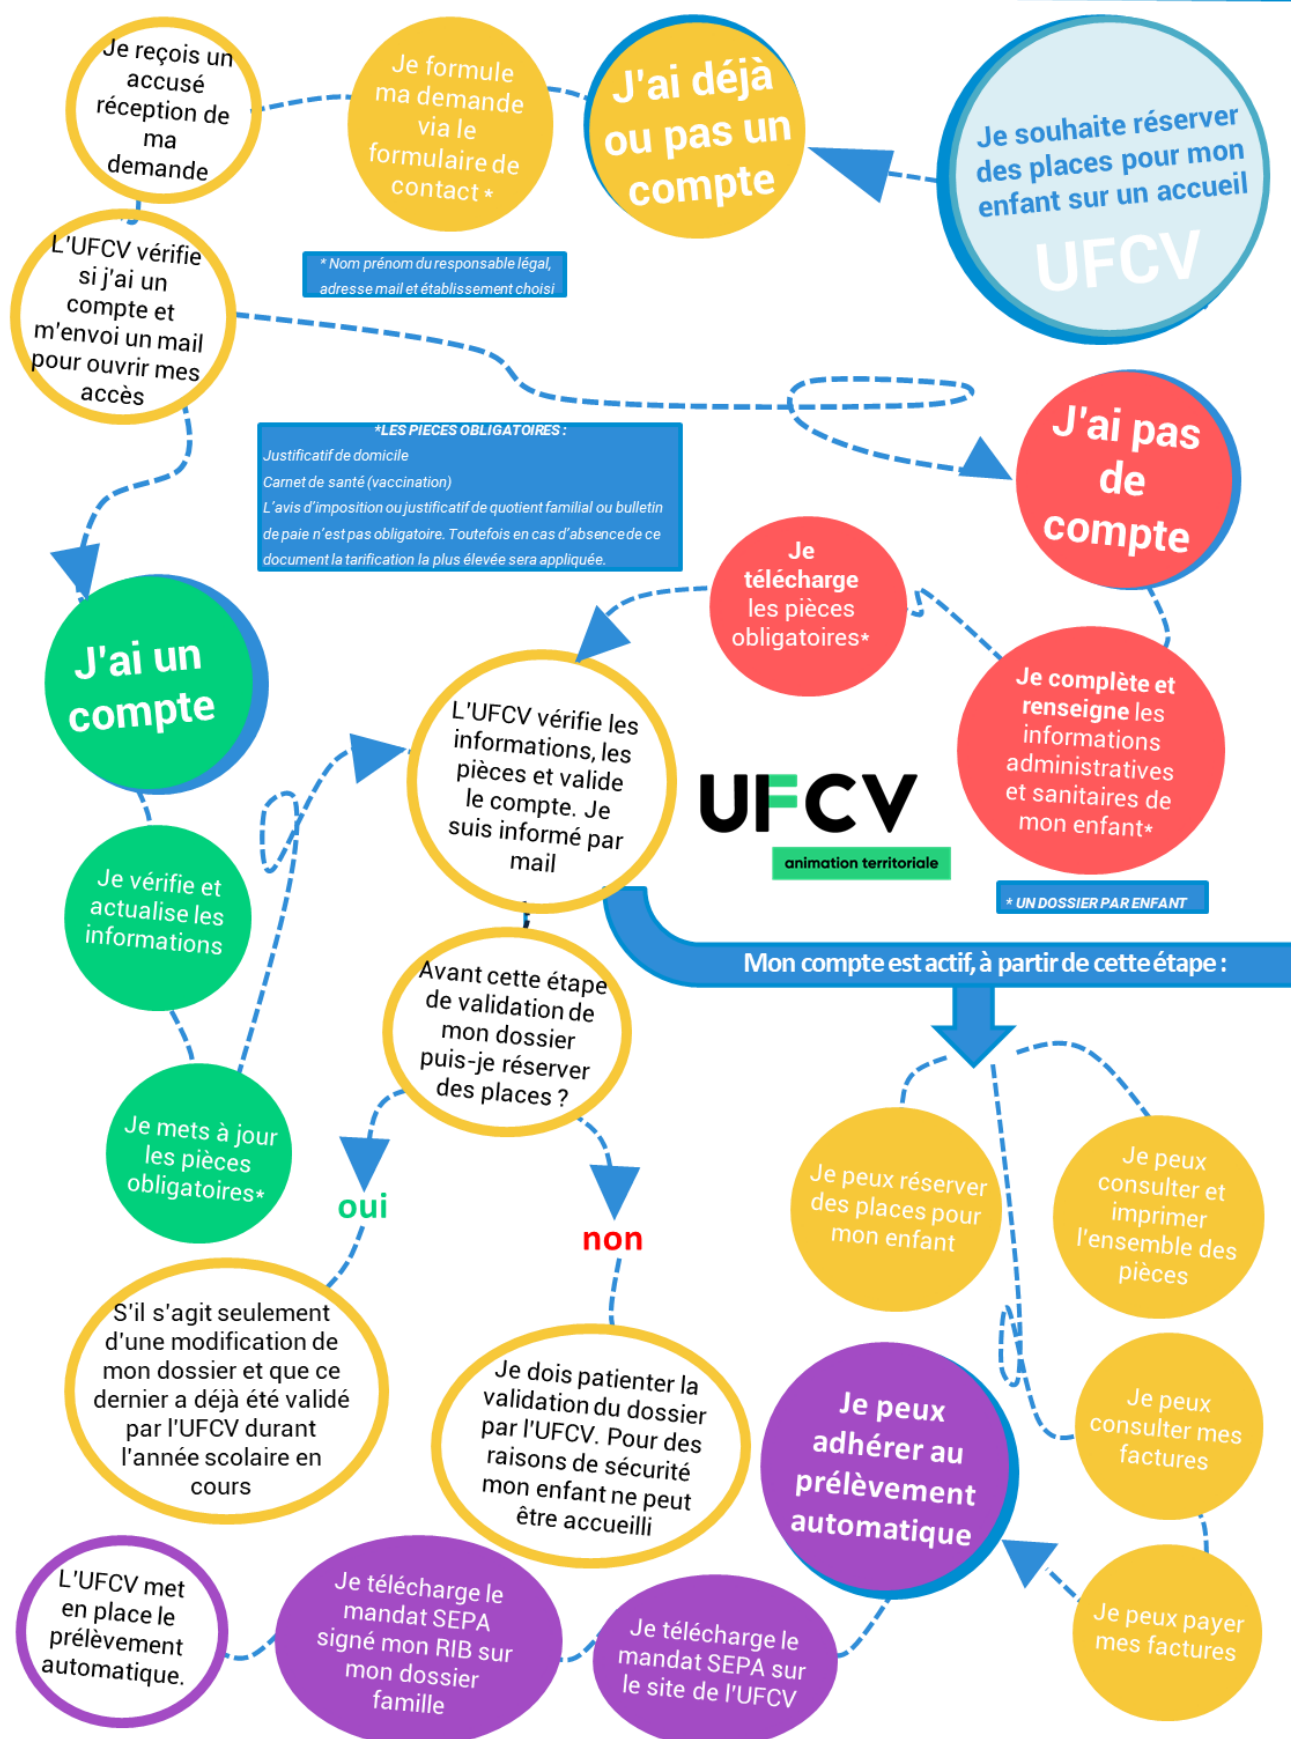 Je souhaite réserver
des places pour mon
enfant sur un accueil
UFCV
J'ai déjà
ou pas un
compte
Je formule
ma demande
via le
formulaire de
contact *
* Nom prénom du responsable légal,
adresse mail et établissement choisi
Je reçois un
accusé
réception de
ma
demande
L'UFCV vérifie
si j'ai un
compte et
m'envoi un mail
pour ouvrir mes
accès
*LES PIECES OBLIGATOIRES :
Justificatif de domicile
Carnet de santé (vaccination)
L'avis d'imposition ou justificatif de quotient familial ou bulletin
de paie n'est pas obligatoire. Toutefois en cas d'absence de ce
document la tarification la plus élevée sera appliquée.
J'ai pas
de
compte
Je complète et
renseigne les
informations
administratives
et sanitaires de
mon enfant*
* UN DOSSIER PAR ENFANT
Je
télécharge
les pièces
obligatoires*
J'ai un
compte
Je vérifie et
actualise les
informations
Je mets à jour
les pièces
obligatoires*
L'UFCV vérifie les
informations, les
pièces et valide
le compte. Je
suis informé par
mail
UFCV
animation territoriale
Mon compte est actif, à partir de cette étape :
Avant cette étape
de validation de
mon dossier
puis-je réserver
des places ?
oui
non
S'il s'agit seulement
d'une modification de
mon dossier et que ce
dernier a déjà été validé
par l'UFCV durant
l'année scolaire en
cours
Je dois patienter la
validation du dossier
par l'UFCV. Pour des
raisons de sécurité
mon enfant ne peut
être accueilli
Je peux réserver
des places pour
mon enfant
Je peux
consulter et
imprimer
l'ensemble des
pièces
Je peux
consulter mes
factures
Je peux payer
mes factures
Je peux
adhérer au
prélèvement
automatique
Je télécharge le
mandat SEPA sur
le site de l'UFCV
Je télécharge le
mandat SEPA
signé mon RIB sur
mon dossier
famille
L'UFCV met
en place le
prélèvement
automatique.